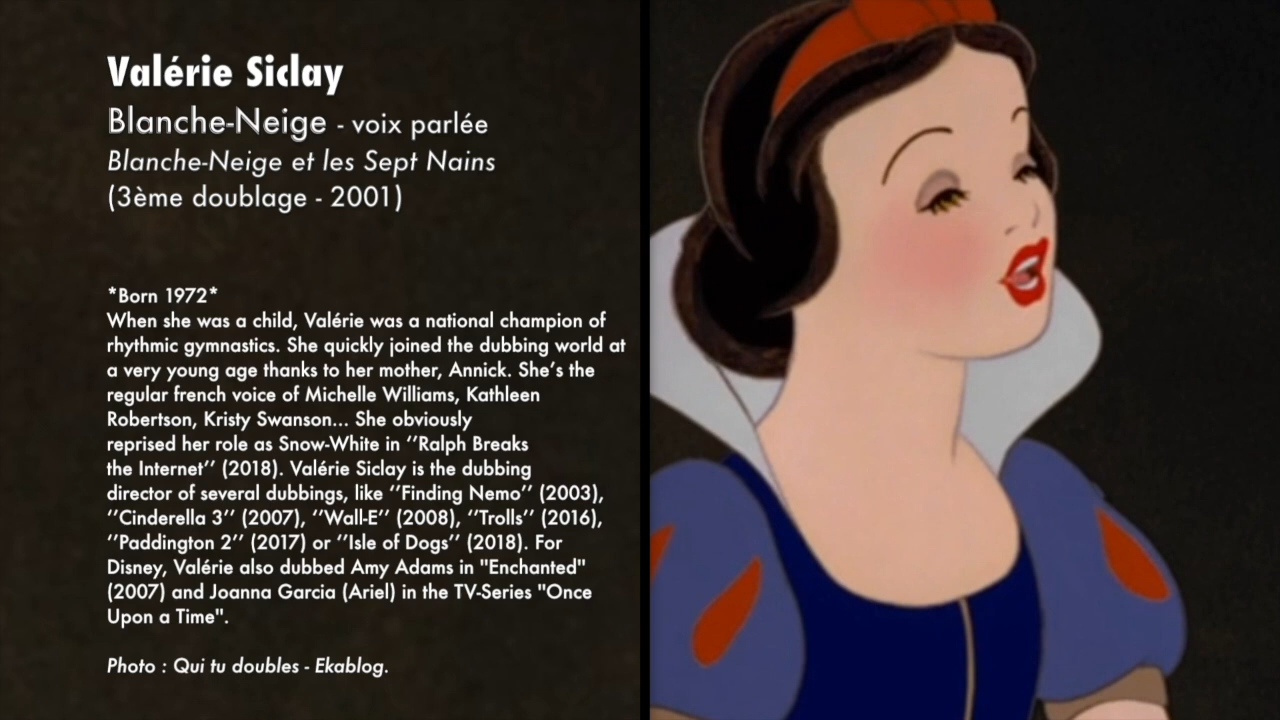 Valérie Siclay
Blanche-Neige - voix parlée
Blanche-Neige et les Sept Nains
(3ème doublage - 2001)
*Born 1972*
When she was a child, Valérie was a national champion of
rhythmic gymnastics. She quickly joined the dubbing world at
a very young age thanks to her mother, Annick. She’s the
regular french voice of Michelle Williams, Kathleen
Robertson, Kristy Swanson... She obviously
reprised her role as Snow-White in ’’Ralph Breaks
the Internet’’ (2018). Valérie Siclay is the dubbing
director of several dubbings, like ’’Finding Nemo’’ (2003),
’’Cinderella 3’’ (2007), ’’Wall-E’’ (2008), ’’Trolls’’ (2016),
’’Paddington 2’’ (2017) or ’’Isle of Dogs’’ (2018). For
Disney, Valérie also dubbed Amy Adams in "Enchanted"
(2007) and Joanna Garcia (Ariel) in the TV-Series "Once
Upon a Time".
Photo : Qui tu doubles - Ekablog.